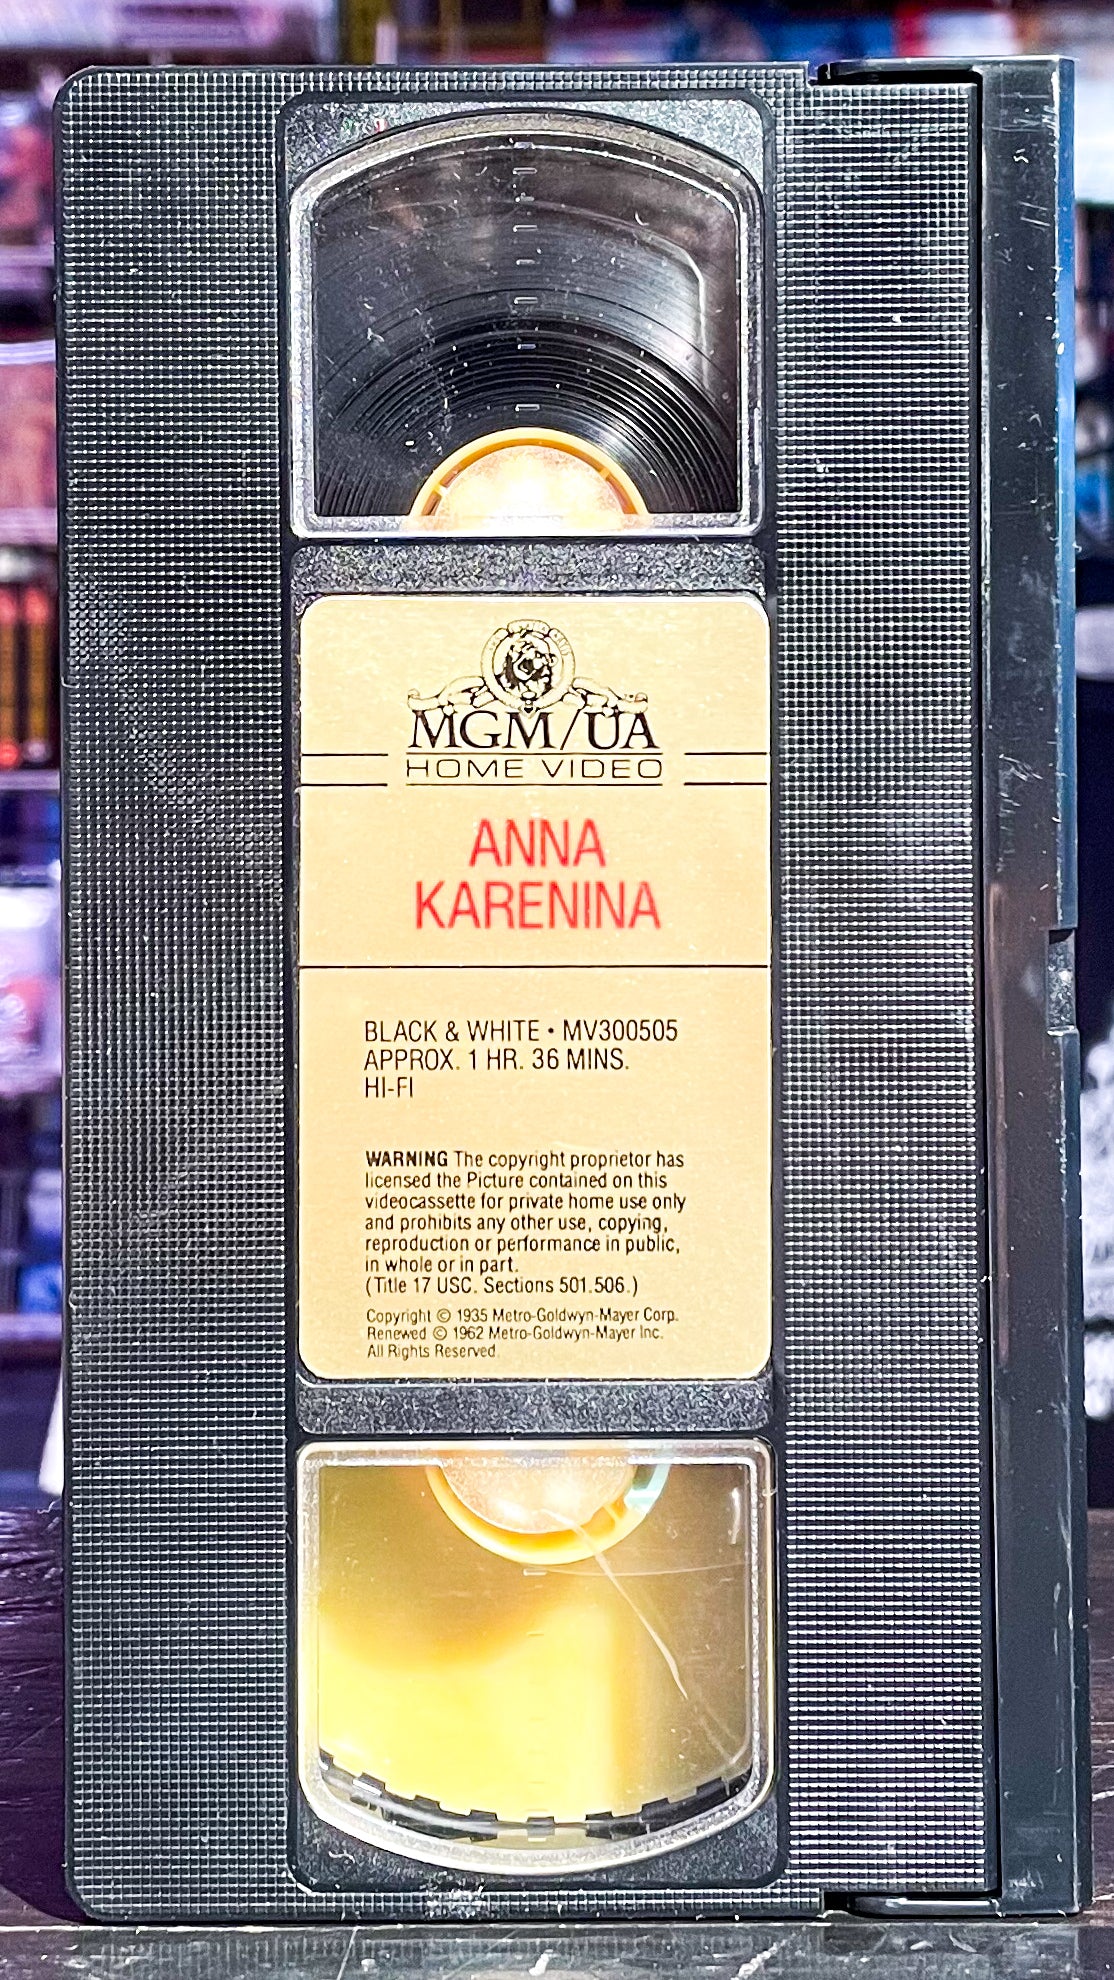 MGM/UA
HOME VIDEO
ANNA
KARENINA
BLACK & WHITE • MV300505
APPROX. 1 HR. 36 MINS.
HI-FI
WARNING The copyright proprietor has
licensed the Picture contained on this
videocassette for private home use only
and prohibits any other use, copying,
reproduction or performance in public,
in whole or in part.
(Title 17 USC. Sections 501.506.)
Copyright © 1935 Metro-Goldwyn-Mayer Corp.
Renewed © 1962 Metro-Goldwyn-Mayer Inc.
All Rights Reserved.